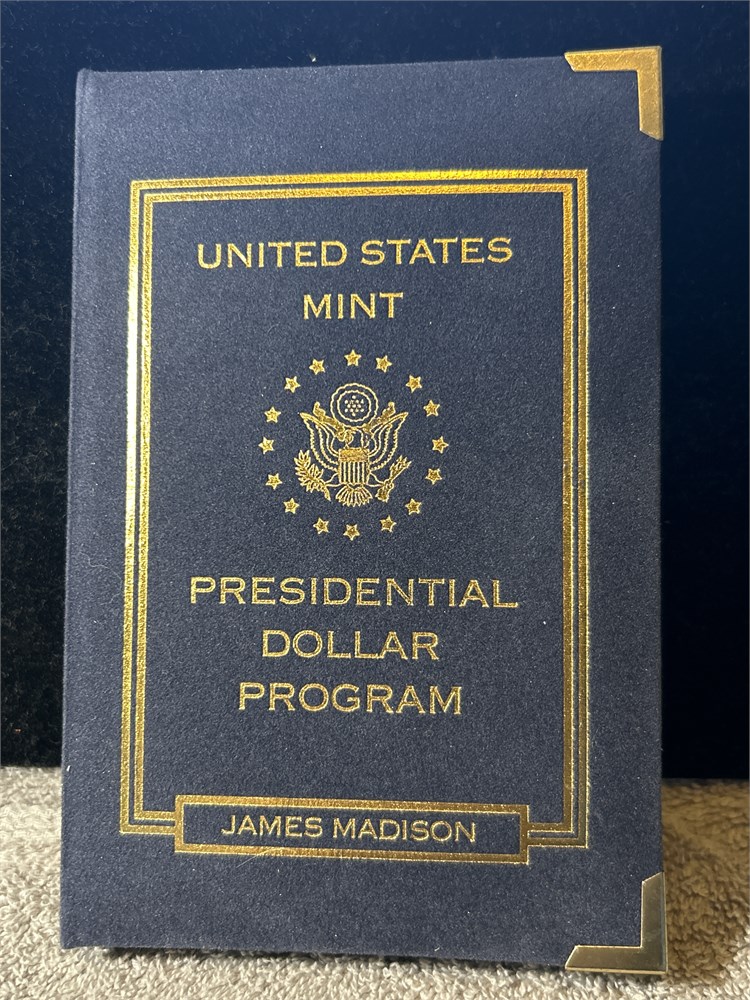 UNITED STATES
MINT
PRESIDENTIAL
DOLLAR
PROGRAM
JAMES MADISON